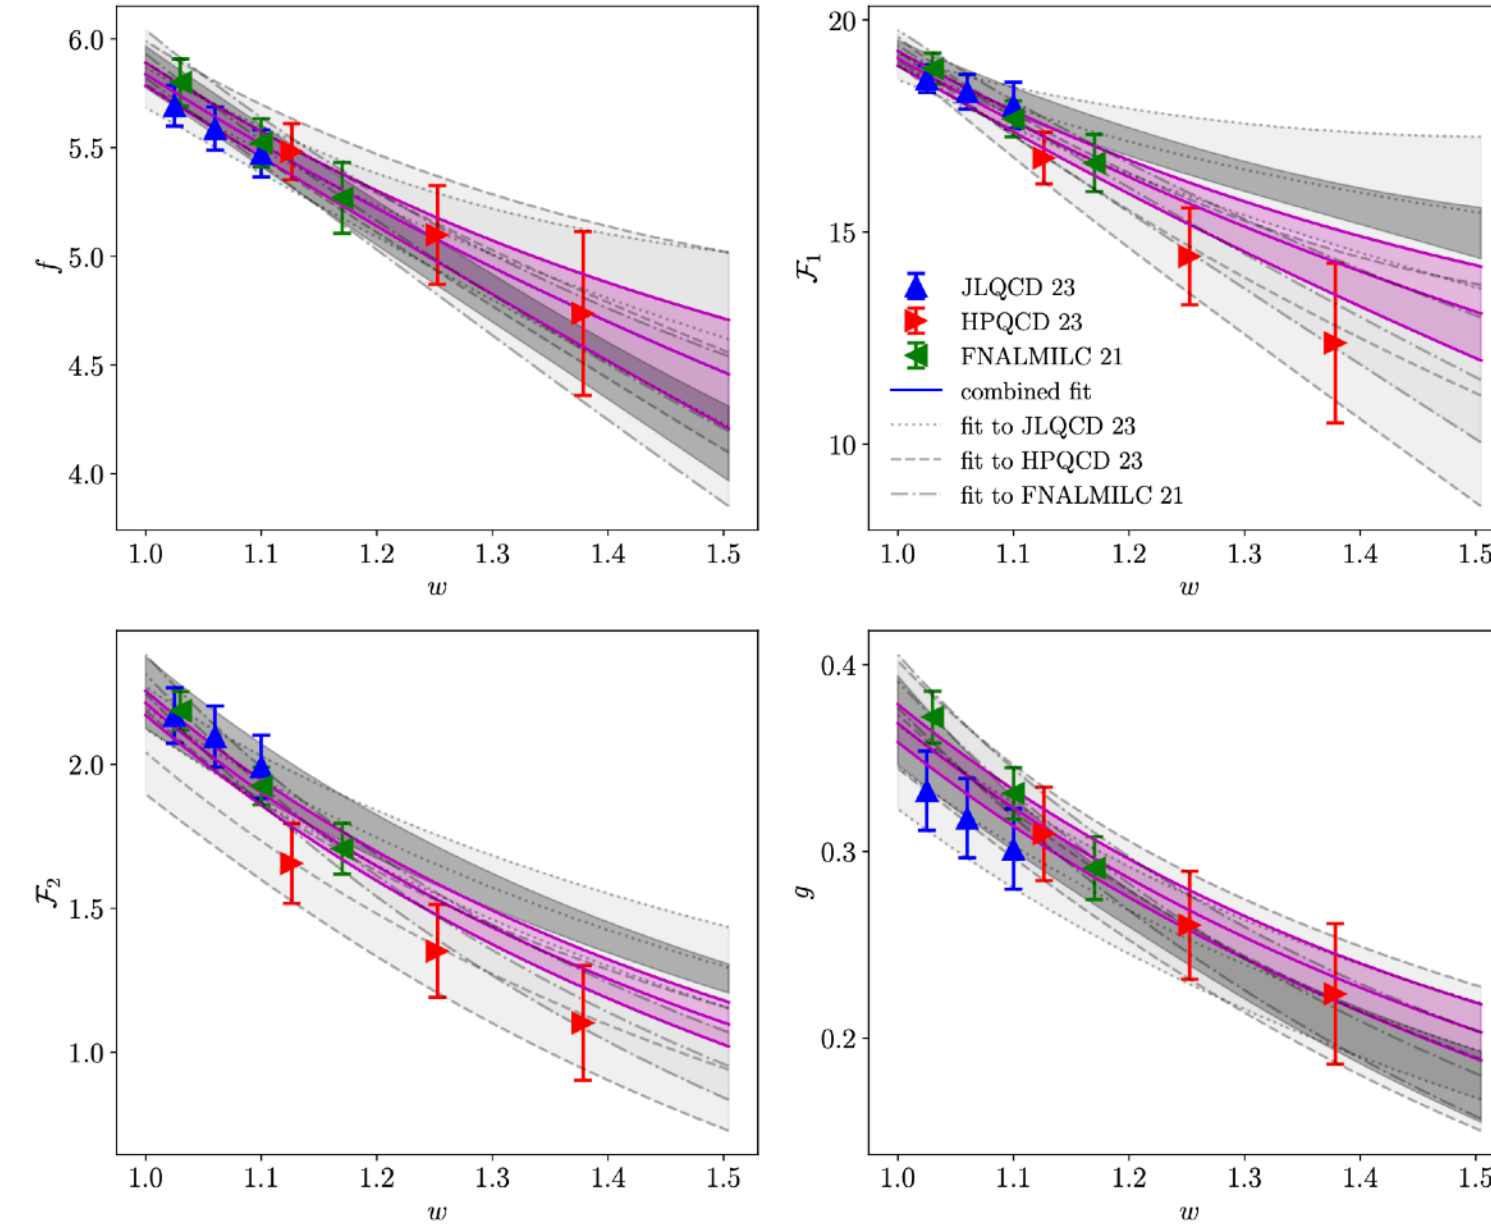 6.0
5.5
5.0
4.5
4.0
f
1.0 1.1 1.2 1.3 1.4 1.5
w
20
15
10
ℱ₁
JLQCD 23
HPQCD 23
FNALMILC 21
combined fit
fit to JLQCD 23
fit to HPQCD 23
fit to FNALMILC 21
1.0 1.1 1.2 1.3 1.4 1.5
w
2.0
1.5
1.0
ℱ₂
1.0 1.1 1.2 1.3 1.4 1.5
w
0.4
0.3
0.2
g
1.0 1.1 1.2 1.3 1.4 1.5
w